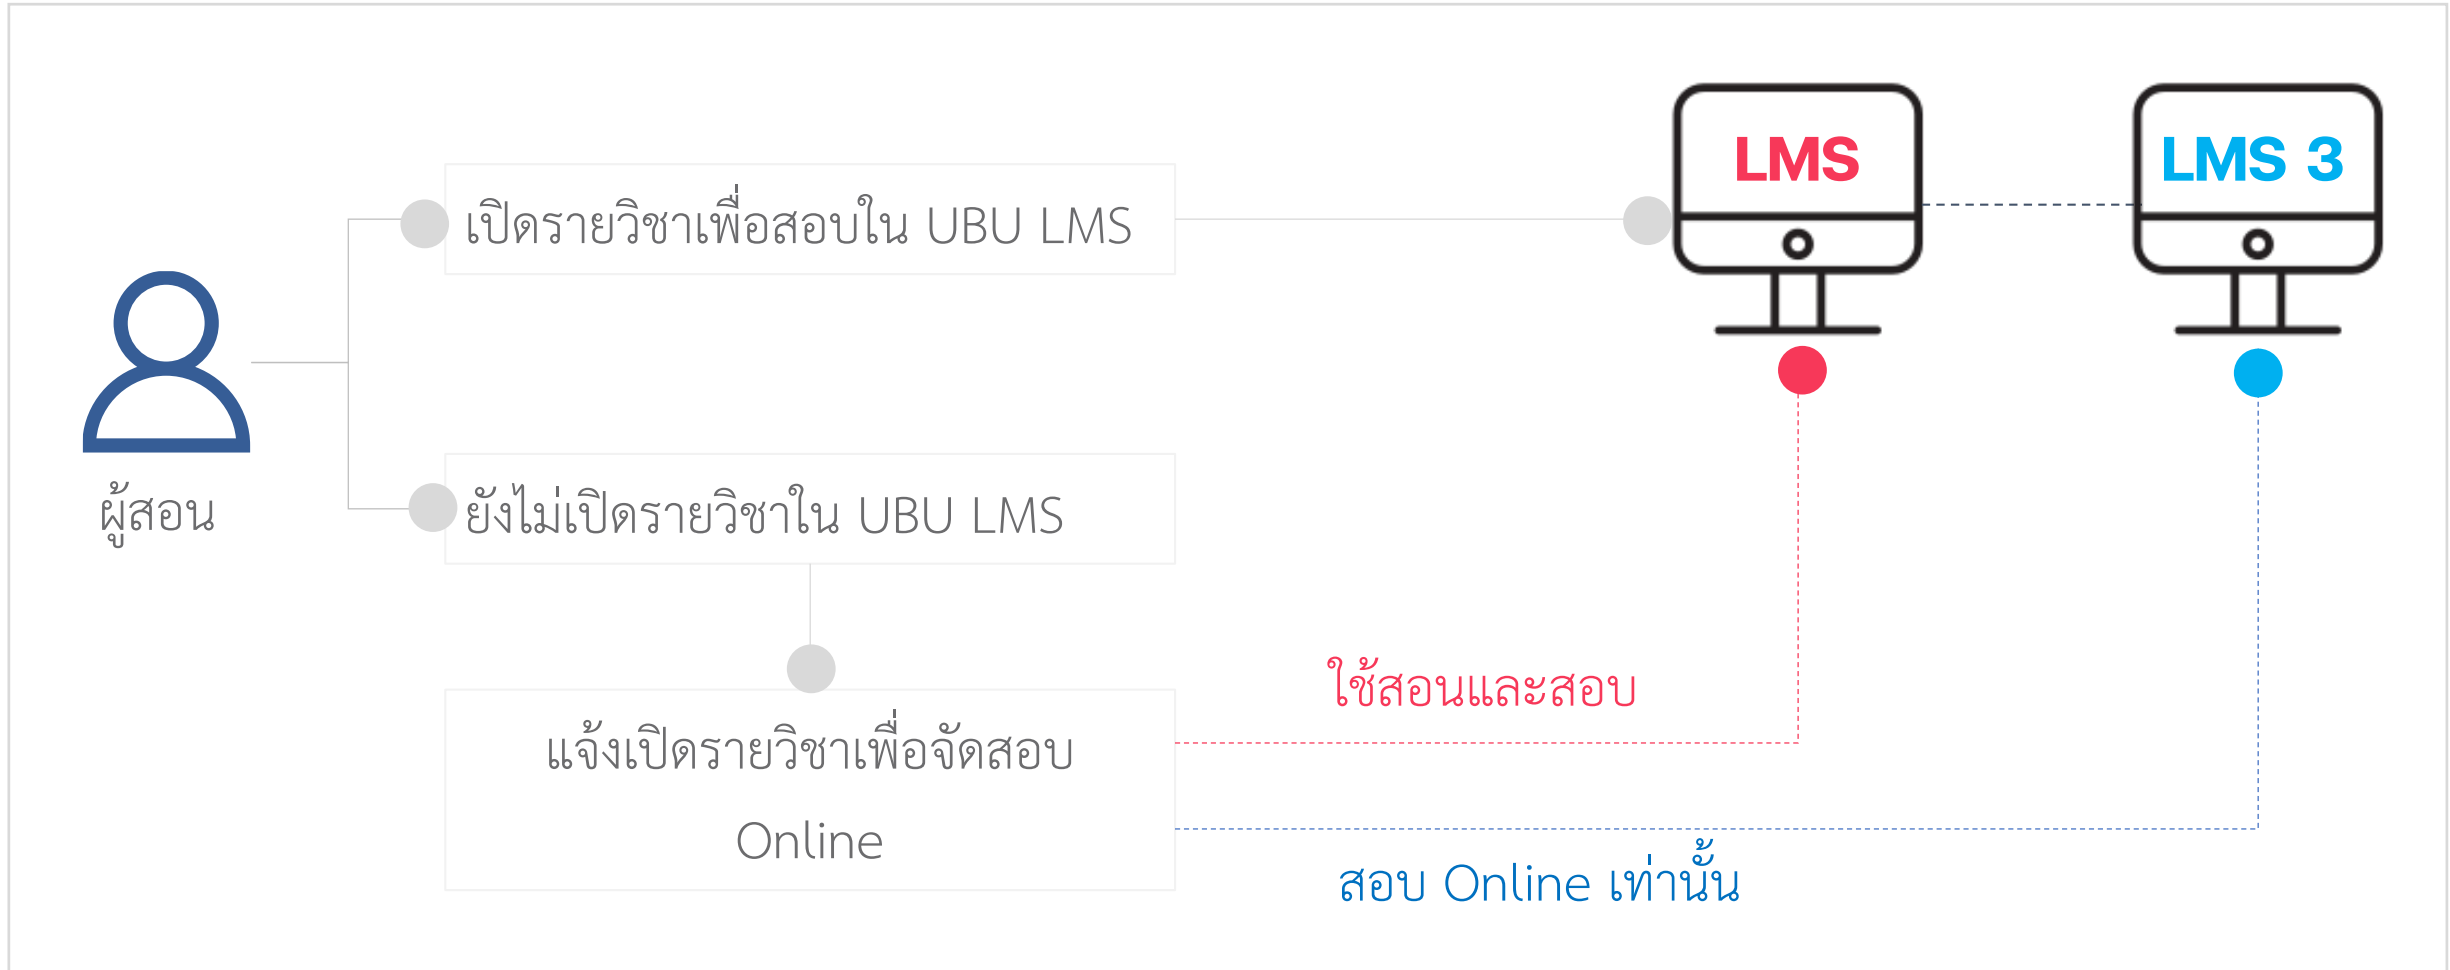 LMS
LMS 3
เปิดรายวิชาเพื่อสอบใน UBU LMS
ผู้สอน
ยังไม่เปิดรายวิชาใน UBU LMS
ใช้สอนและสอบ
แจ้งเปิดรายวิชาเพื่อจัดสอบ
Online
สอบ Online เท่านั้น